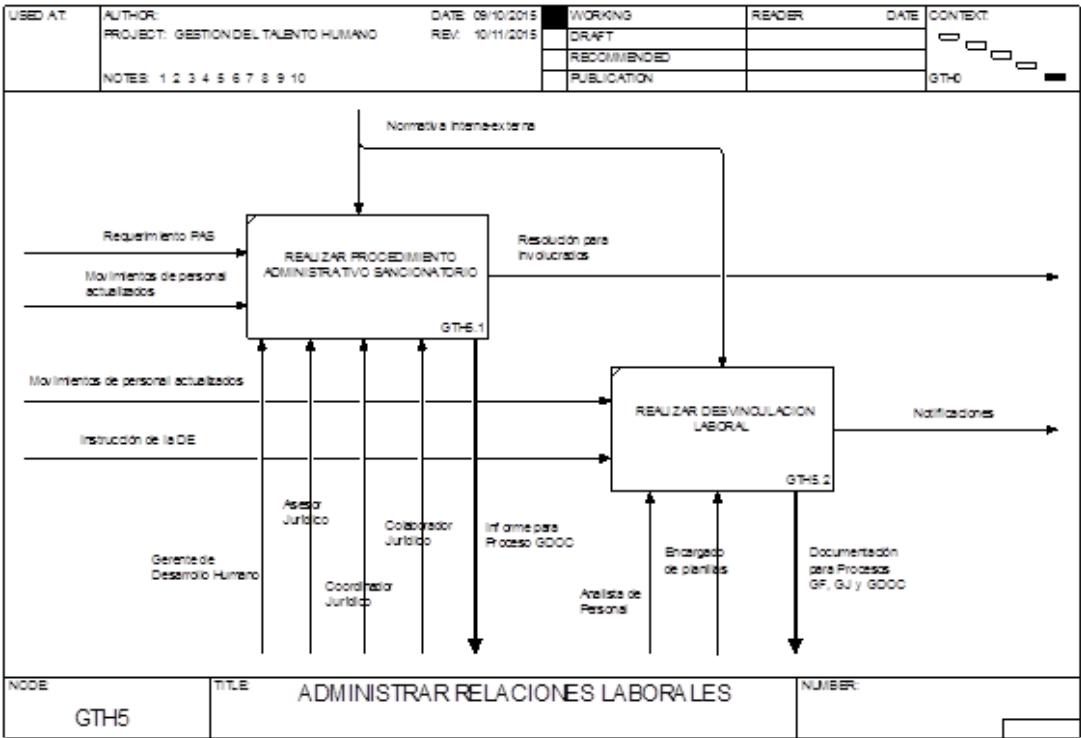 USED AT:
AUTHOR:
DATE: 09/10/2015
PROJECT: GESTION DEL TALENTO HUMANO
REV: 10/11/2015
NOTES: 1 2 3 4 5 6 7 8 9 10
WORKING
DRAFT
RECOMMENDED
PUBLICATION
READER
DATE
CONTEXT:
GTH0
Normativa interna-externa
Requerimiento PAS
Movimientos de personal
actualizados
REALIZAR PROCEDIMIENTO
ADMINISTRATIVO SANCIONATORIO
GTH5.1
Resolución para
involucrados
Movimientos de personal actualizados
Instrucción de la DE
REALIZAR DESVINCULACION
LABORAL
GTH5.2
Notificaciones
Gerente de
Desarrollo Humano
Asesor
Jurídico
Coordinador
Jurídico
Colaborador
Jurídico
Informe para
Proceso GDOC
Analista de
Personal
Encargado
de planillas
Documentación
para Procesos
GF, GJ y GDOC
NODE:
GTH5
TITLE:
ADMINISTRAR RELACIONES LABORALES
NUMBER: